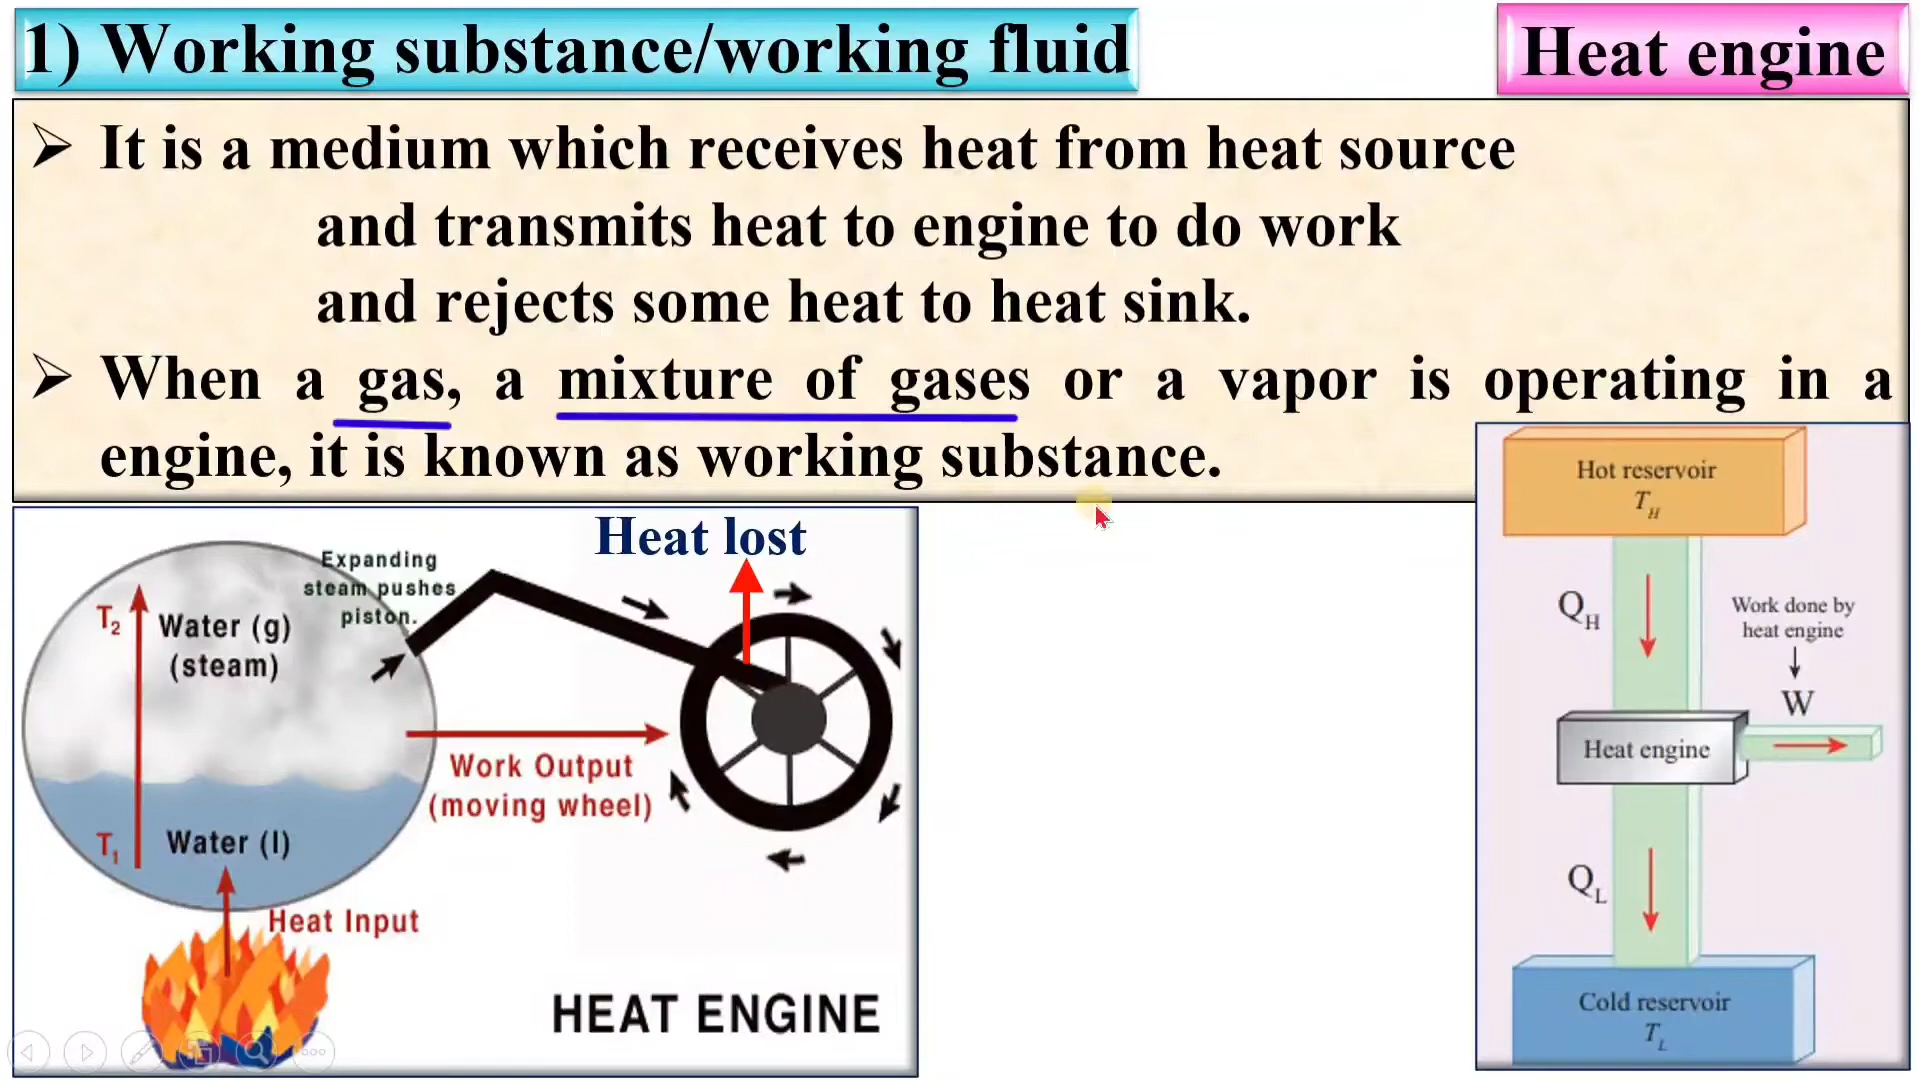 1) Working substance/working fluid
Heat engine
It is a medium which receives heat from heat source
and transmits heat to engine to do work
and rejects some heat to heat sink.
When a gas, a mixture of gases or a vapor is operating in a
engine, it is known as working substance.
Heat lost
Expanding
steam pushes
piston.
T2
Water (g)
(steam)
Work Output
(moving wheel)
T1
Water (l)
Heat Input
HEAT ENGINE
Hot reservoir
TH
QH
Work done by
heat engine
W
Heat engine
QL
Cold reservoir
TL